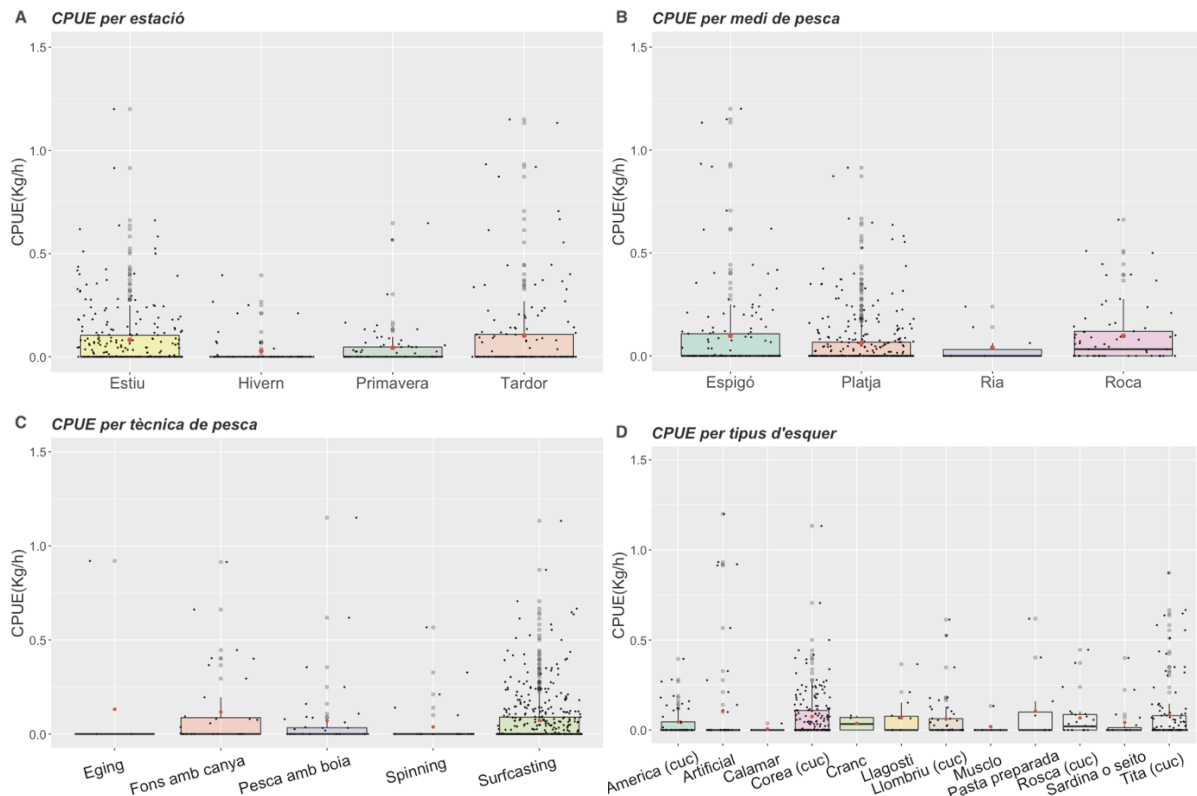 A CPUE per estació
CPUE(Kg/h)
1.5
1.0
0.5
0.0
Estiu Hivern Primavera Tardor
B CPUE per medi de pesca
CPUE(Kg/h)
1.5
1.0
0.5
0.0
Espigó Platja Ria Roca
C CPUE per tècnica de pesca
CPUE(Kg/h)
1.5
1.0
0.5
0.0
Eging Fons amb canya Pesca amb boia Spinning Surfcasting
D CPUE per tipus d'esquer
CPUE(Kg/h)
1.5
1.0
0.5
0.0
America (cuc) Artificial Calamar Corea (cuc) Cranc Llagosti Llombriu (cuc) Musclo Pasta preparada Rosca (cuc) Sardina o seito Tita (cuc)